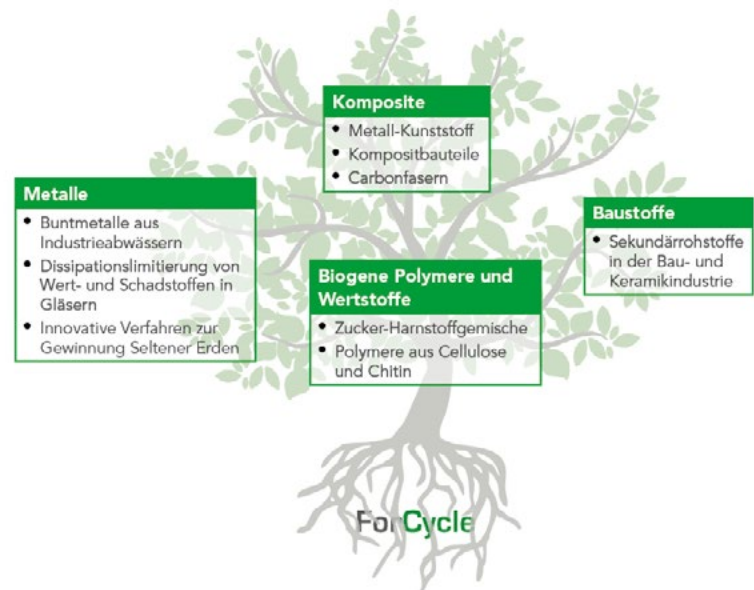 Komposite
• Metall-Kunststoff
• Kompositbauteile
• Carbonfasern
Metalle
• Buntmetalle aus
Industrieabwässern
• Dissipationslimitierung von
Wert- und Schadstoffen in
Gläsern
• Innovative Verfahren zur
Gewinnung Seltener Erden
Biogene Polymere und
Wertstoffe
• Zucker-Harnstoffgemische
• Polymere aus Cellulose
und Chitin
Baustoffe
• Sekundärrohstoffe
in der Bau- und
Keramikindustrie
ForCycle